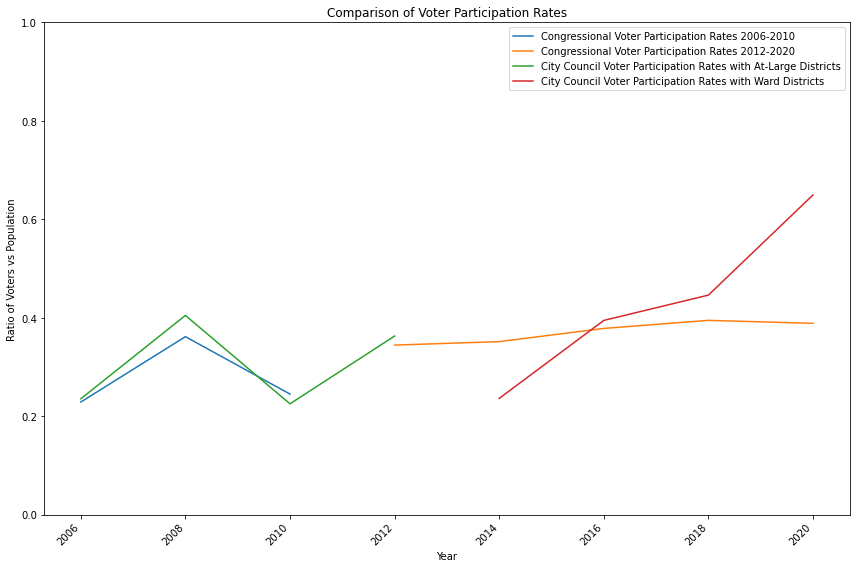 Comparison of Voter Participation Rates
Congressional Voter Participation Rates 2006-2010
Congressional Voter Participation Rates 2012-2020
City Council Voter Participation Rates with At-Large Districts
City Council Voter Participation Rates with Ward Districts
Ratio of Voters vs Population
1.0
0.8
0.6
0.4
0.2
0.0
2006
2008
2010
2012
2014
2016
2018
2020
Year